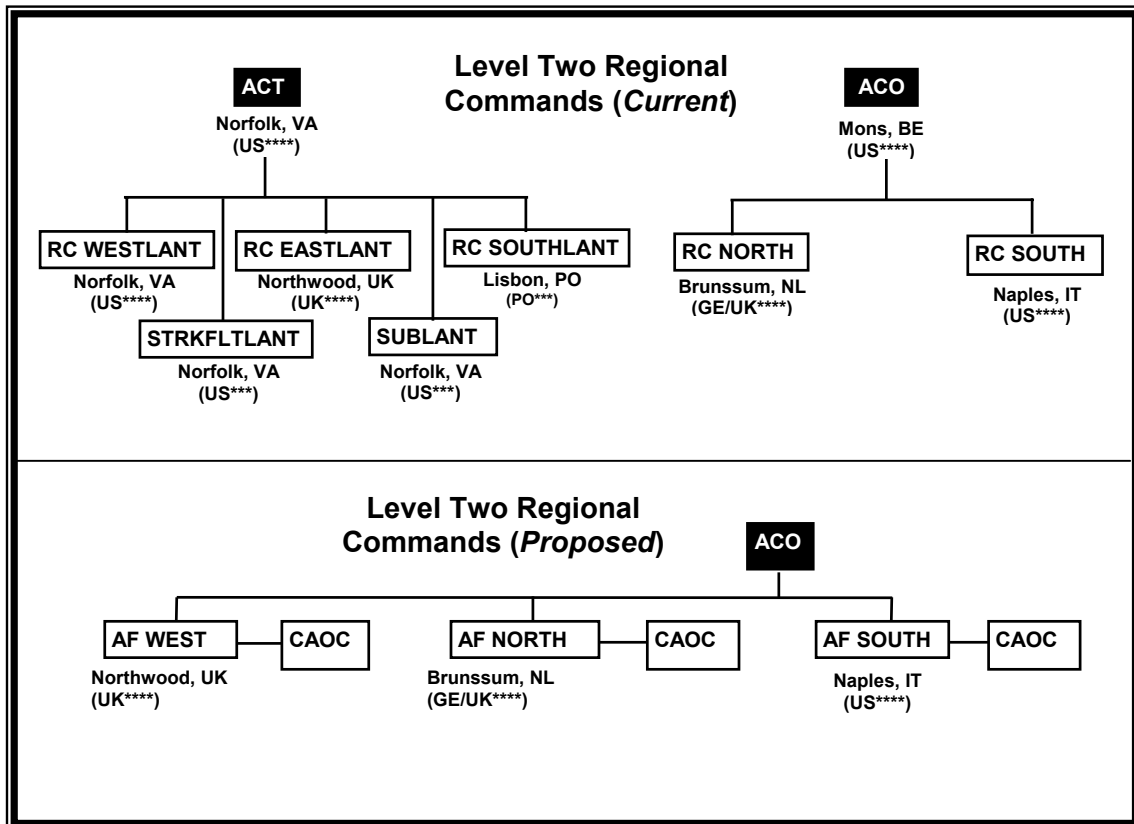 Level Two Regional
Commands (Current)
ACT
Norfolk, VA
(US****)
ACO
Mons, BE
(US****)
RC WESTLANT
Norfolk, VA
(US****)
RC EASTLANT
Northwood, UK
(UK****)
RC SOUTHLANT
Lisbon, PO
(PO***)
STRKFLTLANT
Norfolk, VA
(US***)
SUBLANT
Norfolk, VA
(US***)
RC NORTH
Brunssum, NL
(GE/UK****)
RC SOUTH
Naples, IT
(US****)
Level Two Regional
Commands (Proposed)
ACO
AF WEST
CAOC
Northwood, UK
(UK****)
AF NORTH
CAOC
Brunssum, NL
(GE/UK****)
AF SOUTH
CAOC
Naples, IT
(US****)